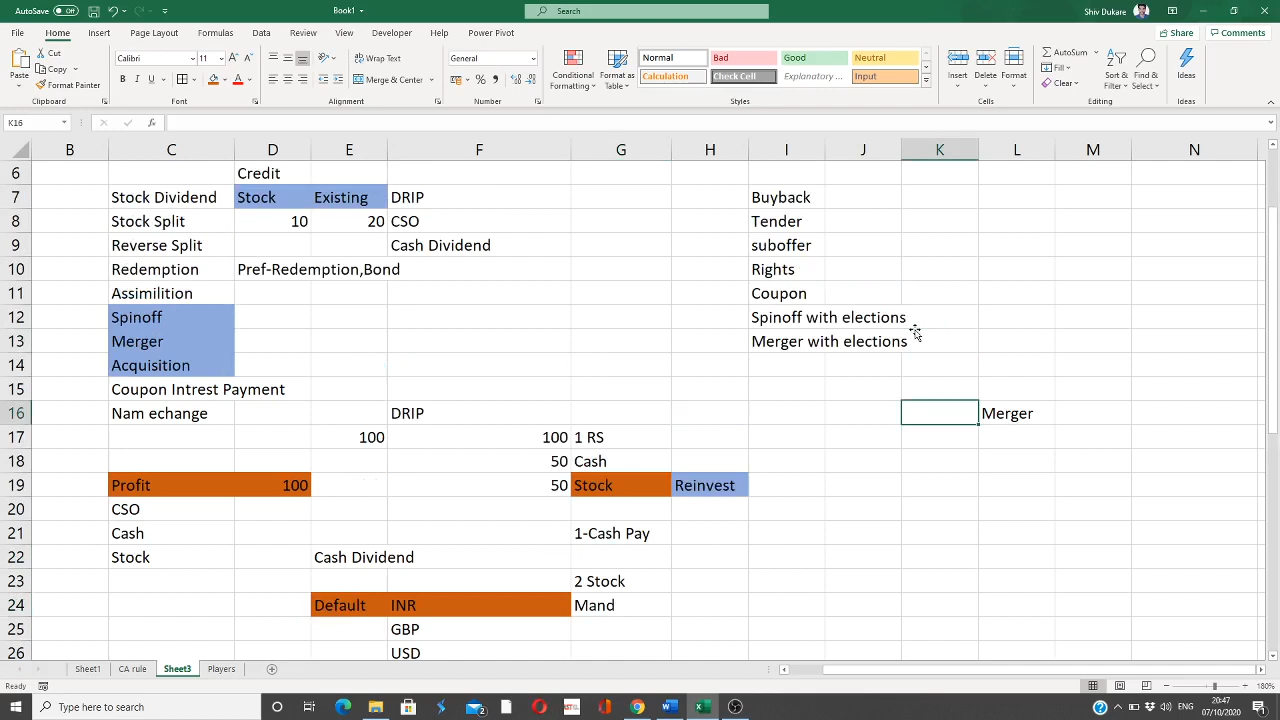 AutoSave Off Book1 Search Shiv Dukare
File Home Insert Page Layout Formulas Data Review View Developer Help Power Pivot Share Comments
Paste Cut Copy Format Painter Clipboard
Calibri 11 Font
Wrap Text Merge & Center Alignment
General Number
Conditional Formatting Format as Table
Normal Bad Good Neutral
Calculation Check Cell Explanatory ... Input
Styles
Insert Delete Format Cells
AutoSum Fill Clear Sort & Filter Find & Select Editing
Ideas Ideas
K16 fx
B C D E F G H I J K L M N
6 Credit
7 Stock Dividend Stock Existing DRIP Buyback
8 Stock Split 10 20 CSO Tender
9 Reverse Split Cash Dividend suboffer
10 Redemption Pref-Redemption,Bond Rights
11 Assimilition Coupon
12 Spinoff Spinoff with elections
13 Merger Merger with elections
14 Acquisition
15 Coupon Intrest Payment
16 Nam echange DRIP Merger
17 100 100 1 RS
18 50 Cash
19 Profit 100 50 Stock Reinvest
20 CSO
21 Cash 1-Cash Pay
22 Stock Cash Dividend
23 2 Stock
24 Default INR Mand
25 GBP
26 USD
Sheet1 CA rule Sheet3 Players
Ready 180%
Type here to search 20:47
07/10/2020